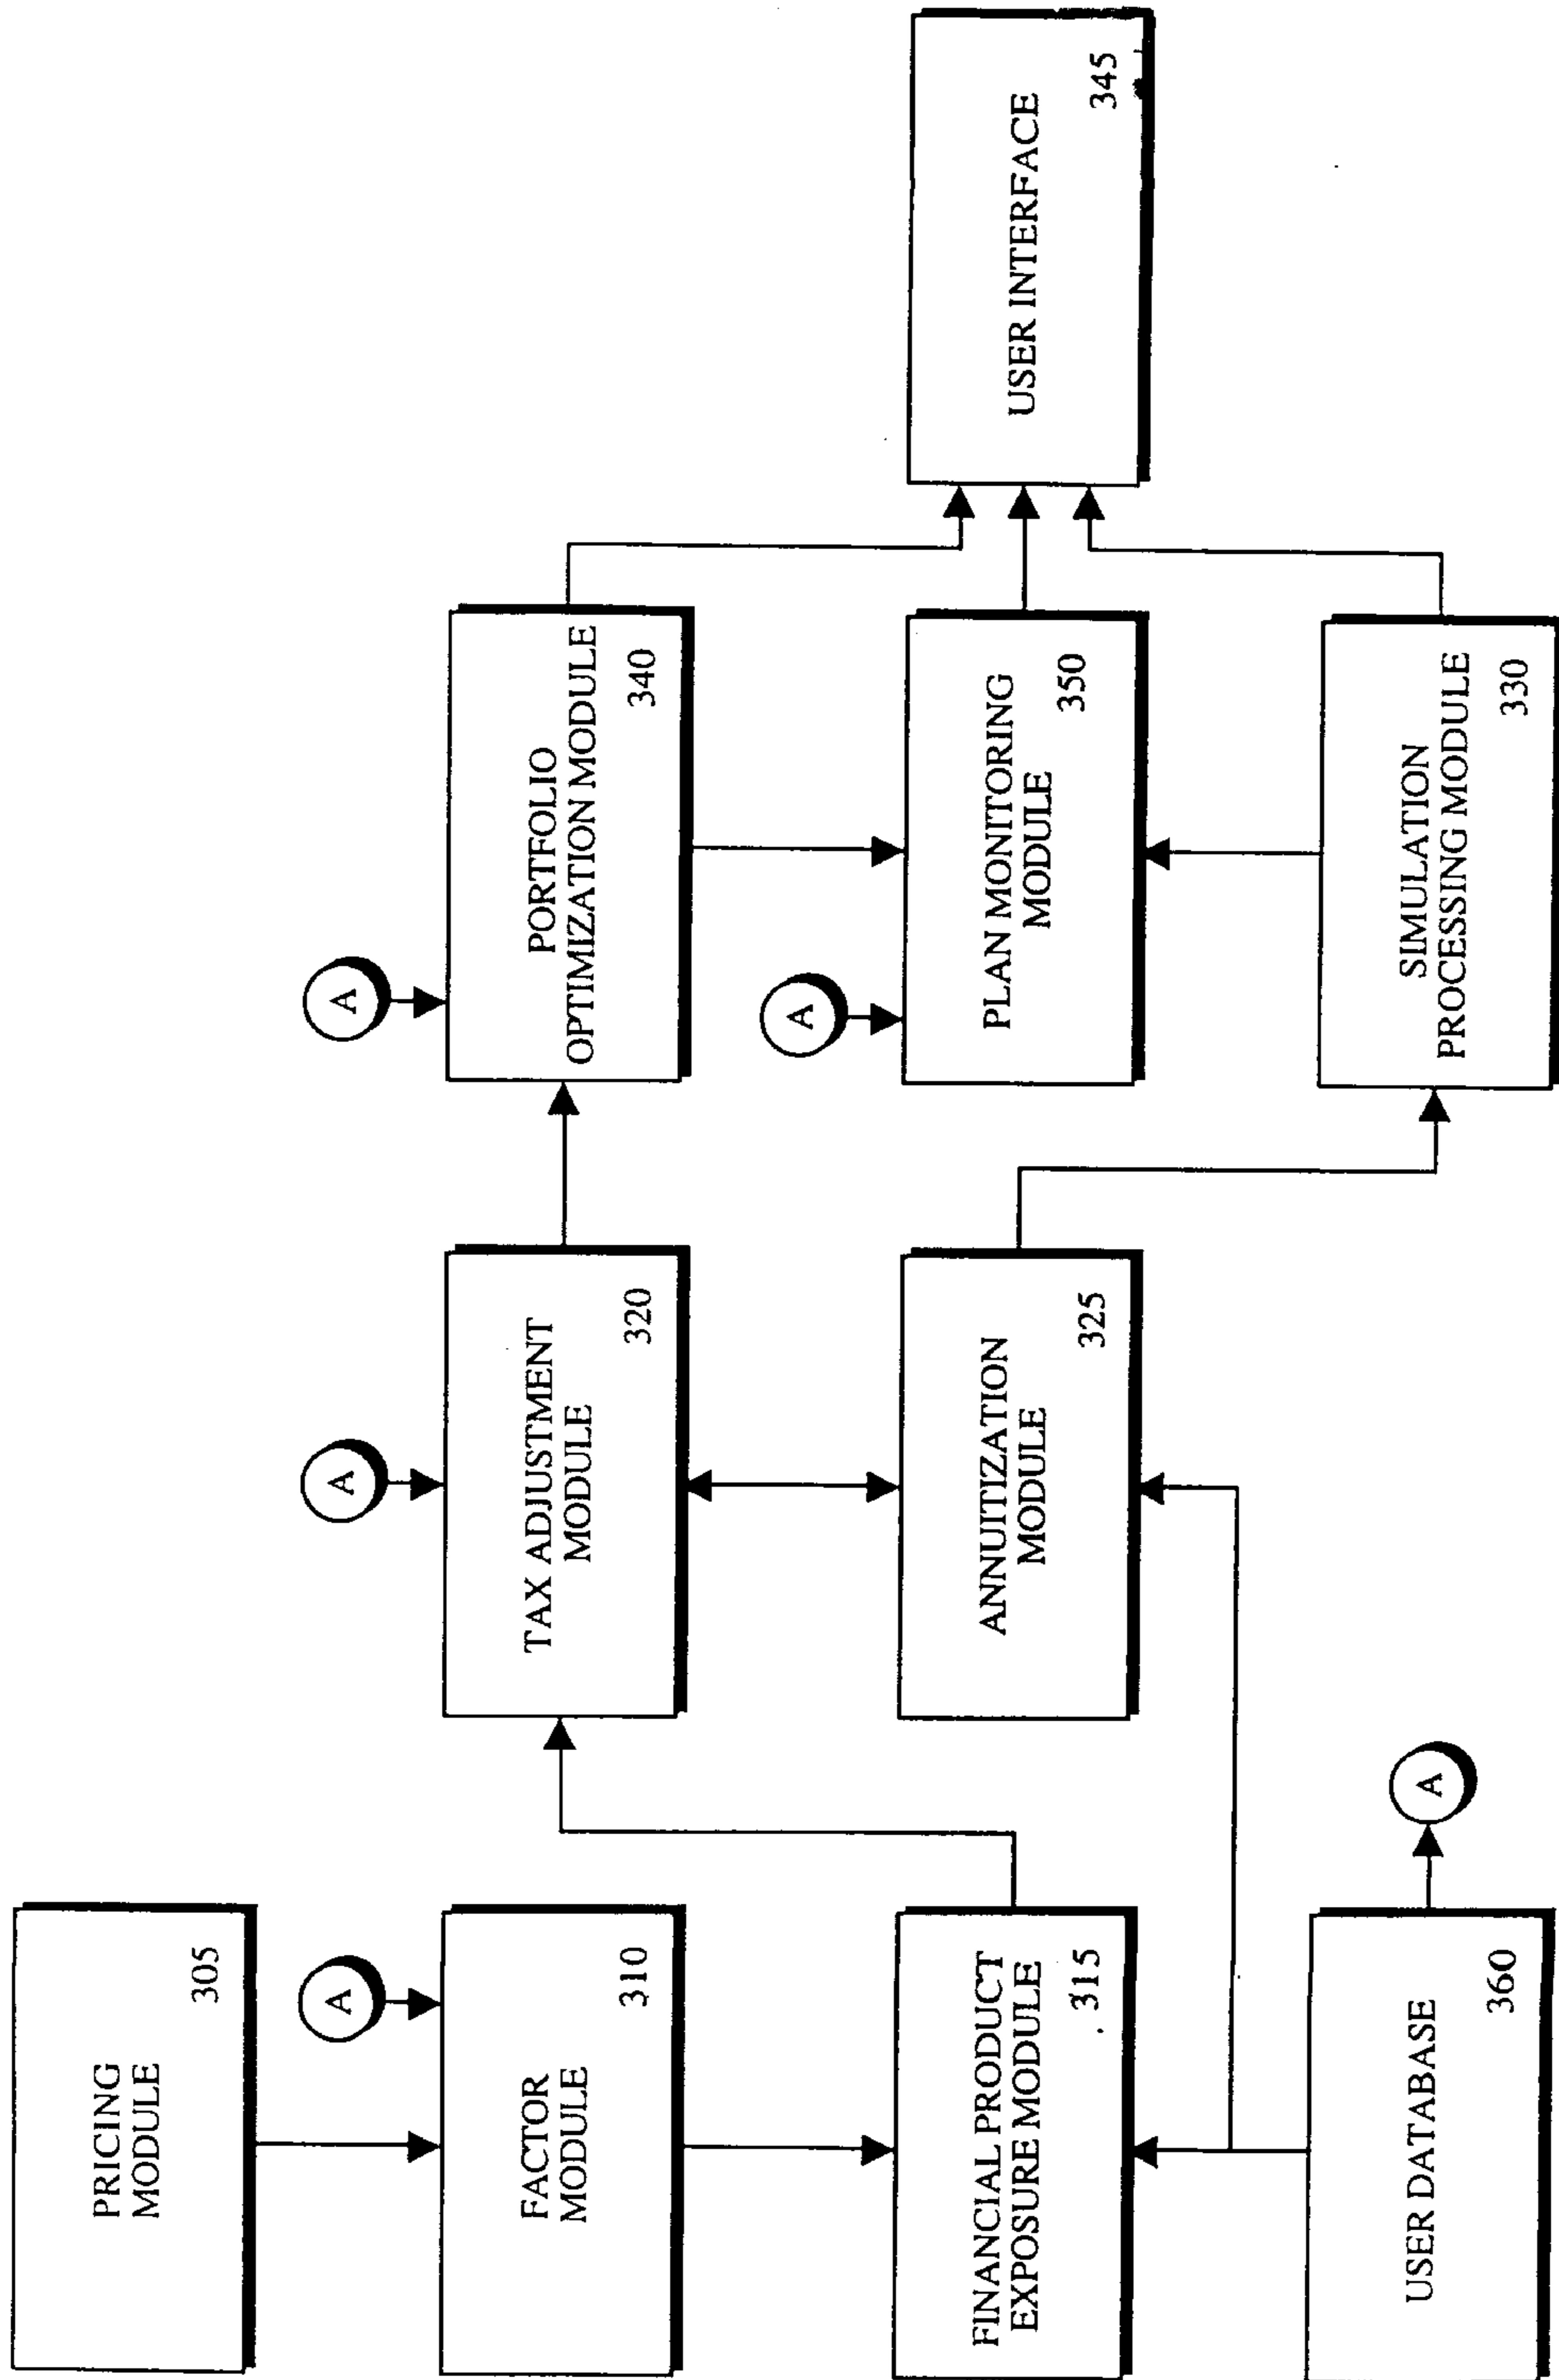 PRICING
MODULE
305
A
FACTOR
MODULE
310
FINANCIAL PRODUCT
EXPOSURE MODULE
315
USER DATABASE
360
A
A
TAX ADJUSTMENT
MODULE
320
ANNUITIZATION
MODULE
325
A
PORTFOLIO
OPTIMIZATION MODULE
340
A
PLAN MONITORING
MODULE
350
SIMULATION
PROCESSING MODULE
330
USER INTERFACE
345